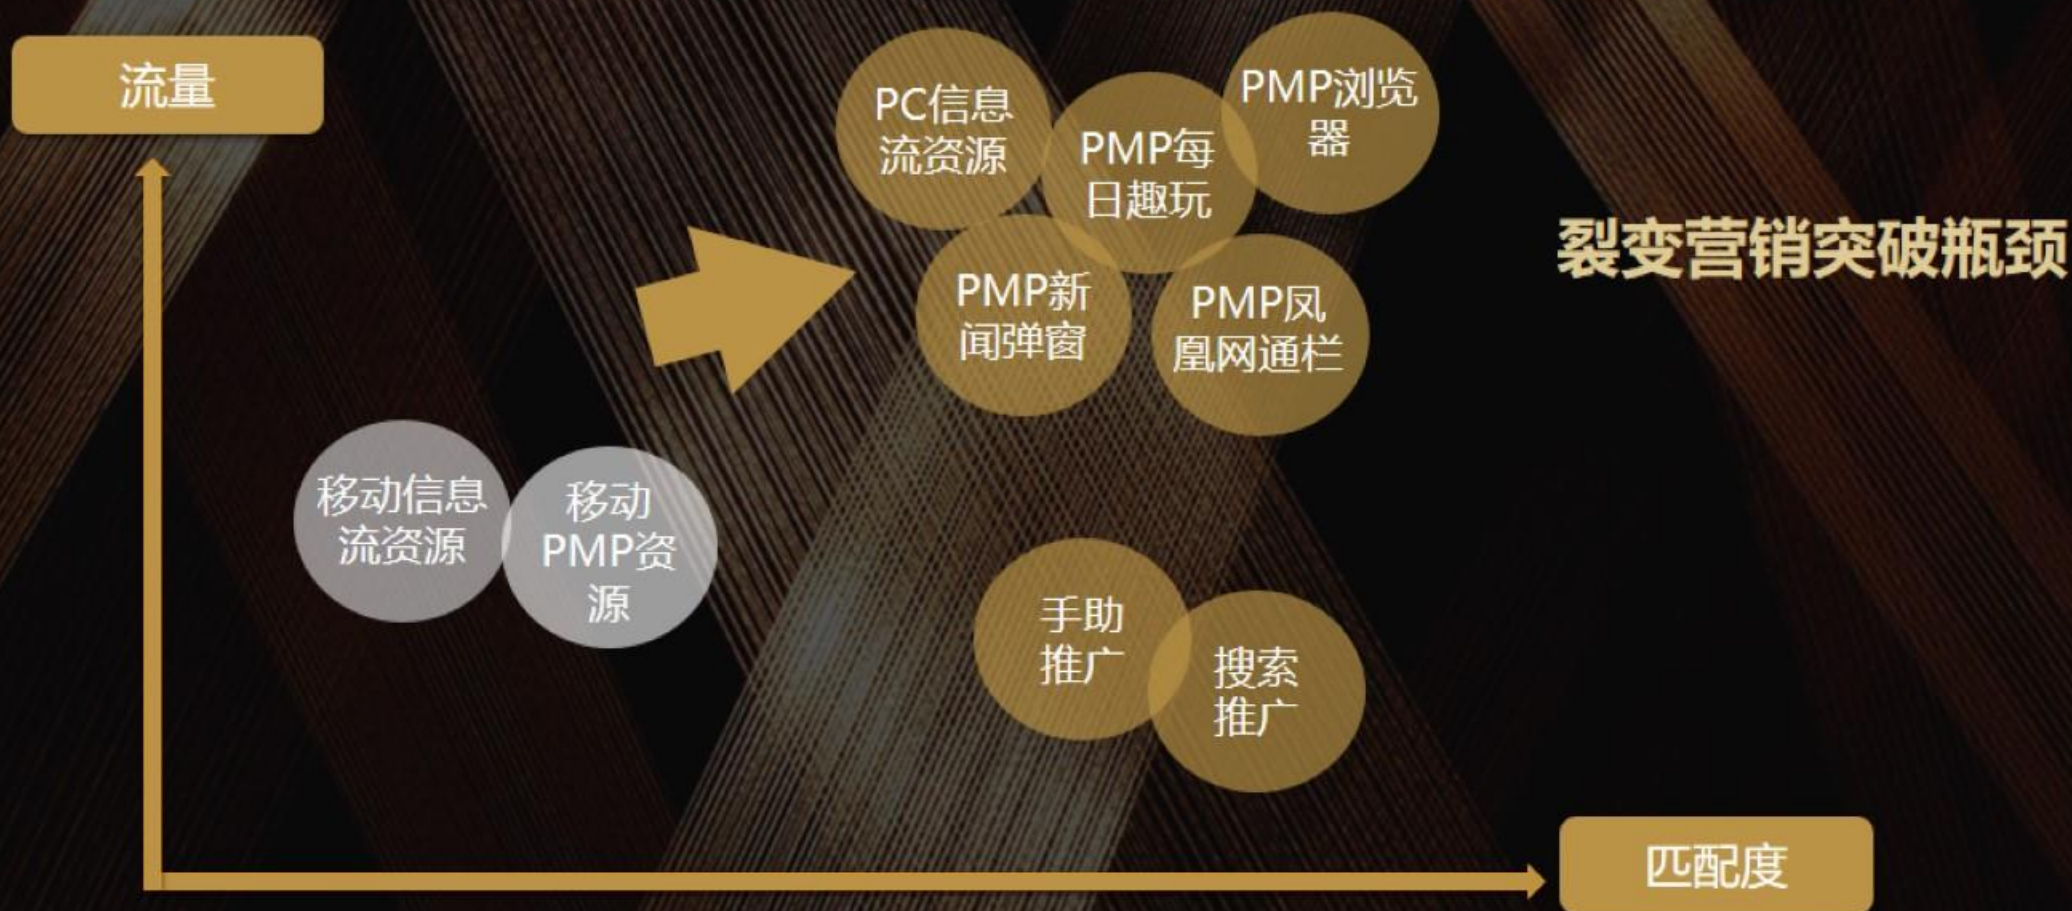 流量
PC信息
流资源
PMP每
日趣玩
PMP浏览
器
PMP新
闻弹窗
PMP凤
凰网通栏
裂变营销突破瓶颈
移动信息
流资源
移动
PMP资
源
手助
推广
搜索
推广
匹配度